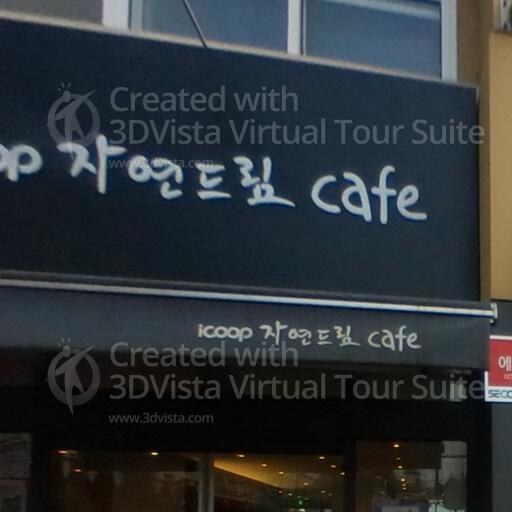 Created with
3DVista Virtual Tour Suite
www.3dvista.com
자연드림 cafe
icoop 자연드림 cafe
Created with
3DVista Virtual Tour Suite
www.3dvista.com
에